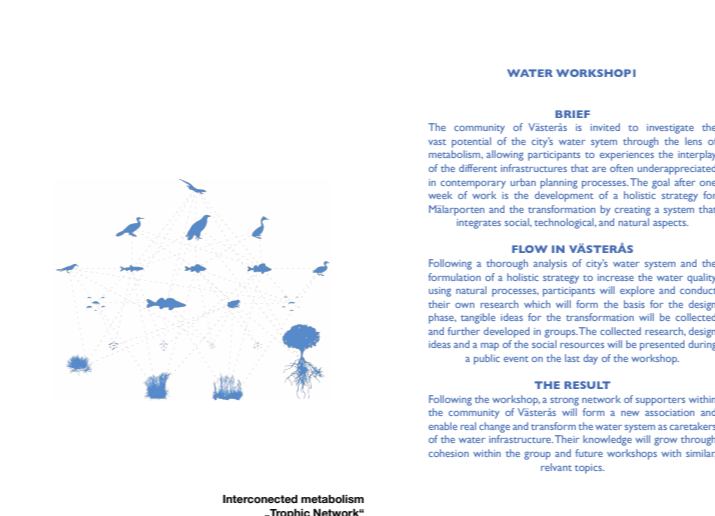 WATER WORKSHOP!
BRIEF
The community of Västerås is invited to investigate the
vast potential of the city's water sytem through the lens of
metabolism, allowing participants to experiences the interplay
of the different infrastructures that are often underappreciated
in contemporary urban planning processes. The goal after one
week of work is the development of a holistic strategy for
Mälarporten and the transformation by creating a system that
integrates social, technological, and natural aspects.
FLOW IN VÄSTERÅS
Following a thorough analysis of city's water system and the
formulation of a holistic strategy to increase the water quality
using natural processes, participants will explore and conduct
their own research which will form the basis for the design
phase, tangible ideas for the transformation will be collected
and further developed in groups. The collected research, design
ideas and a map of the social resources will be presented during
a public event on the last day of the workshop.
THE RESULT
Following the workshop, a strong network of supporters within
the community of Västerås will form a new association and
enable real change and transform the water system as caretakers
of the water infrastructure. Their knowledge will grow through
cohesion within the group and future workshops with similar,
relvant topics.
Interconected metabolism
„Trophic Network“